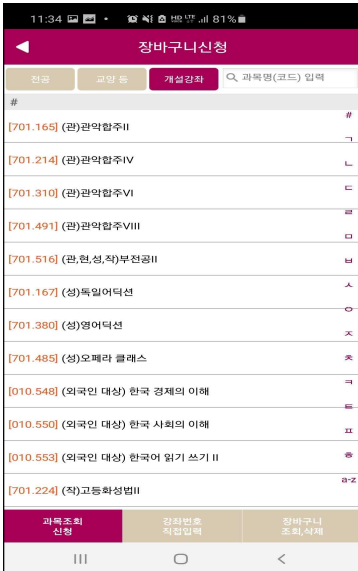 11:34 81%
장바구니신청
전공 교양 등 개설강좌 과목명(코드) 입력
#
[701.165] (관)관악합주II
[701.214] (관)관악합주IV
[701.310] (관)관악합주VI
[701.491] (관)관악합주VIII
[701.516] (관,현,성,작)부전공II
[701.167] (성)독일어딕션
[701.380] (성)영어딕션
[701.485] (성)오페라 클래스
[010.548] (외국인 대상) 한국 경제의 이해
[010.550] (외국인 대상) 한국 사회의 이해
[010.553] (외국인 대상) 한국어 읽기 쓰기 II
[701.224] (작)고등화성법II
#
ㄱ
ㄴ
ㄷ
ㄹ
ㅁ
ㅂ
ㅅ
ㅇ
ㅈ
ㅊ
ㅋ
ㅌ
ㅍ
ㅎ
a-z
과목조회 강좌번호 장바구니
신청 직접입력 조회,삭제